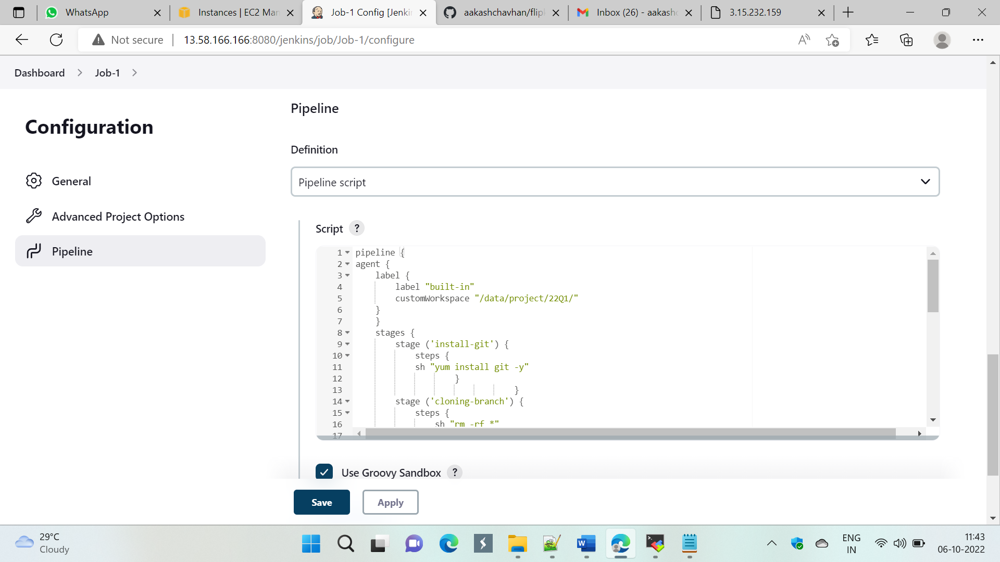 WhatsApp
Instances | EC2 Man
Job-1 Config [Jenki
aakashchavhan/flip
Inbox (26) - aakash
3.15.232.159
Not secure
13.58.166.166:8080/jenkins/job/Job-1/configure
Dashboard
Job-1
Configuration
General
Advanced Project Options
Pipeline
Pipeline
Definition
Pipeline script
Script ?
1 pipeline {
2 agent {
3 label {
4 label "built-in"
5 customWorkspace "/data/project/22Q1/"
6 }
7 }
8 stages {
9 stage ('install-git') {
10 steps {
11 sh "yum install git -y"
12 }
13 }
14 stage ('cloning-branch') {
15 steps {
16 sh "rm -rf *"
17
Use Groovy Sandbox ?
Save
Apply
29°C
Cloudy
ENG
IN
11:43
06-10-2022